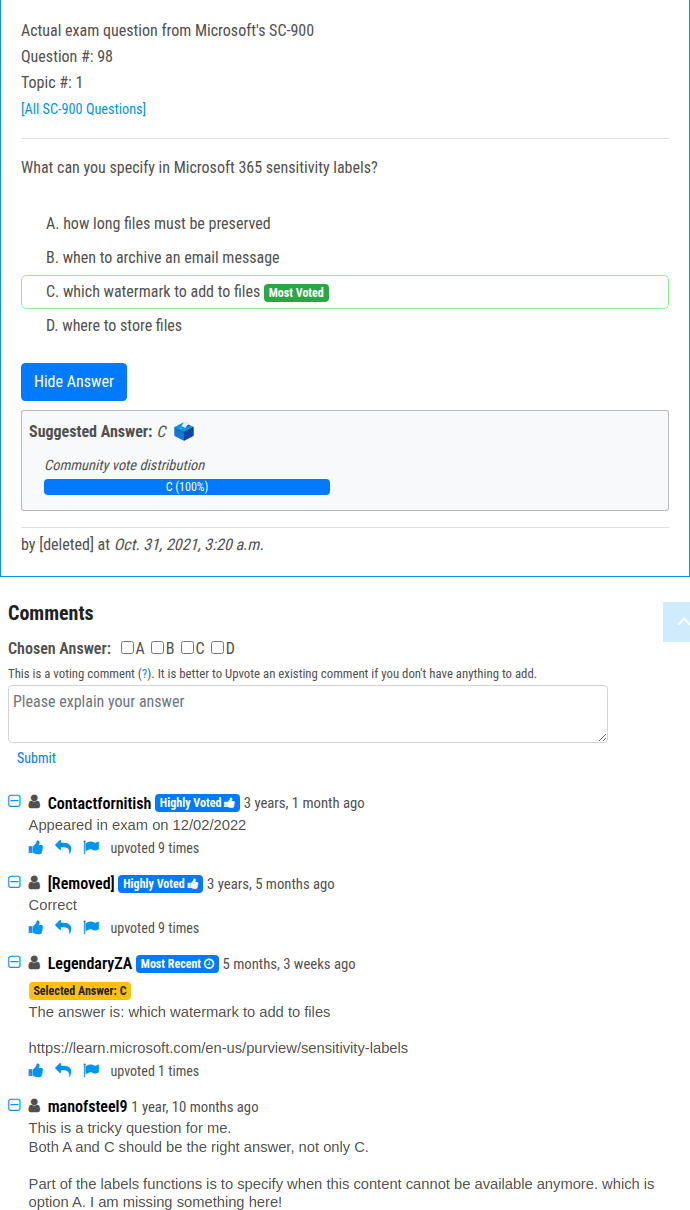 Actual exam question from Microsoft's SC-900
Question #: 98
Topic #: 1
[All SC-900 Questions]
What can you specify in Microsoft 365 sensitivity labels?
A. how long files must be preserved
B. when to archive an email message
C. which watermark to add to files Most Voted
D. where to store files
Hide Answer
Suggested Answer: C
Community vote distribution
C (100%)
by [deleted] at Oct. 31, 2021, 3:20 a.m.
Comments
Chosen Answer: A B C D
This is a voting comment (?). It is better to Upvote an existing comment if you don't have anything to add.
Please explain your answer
Submit
Contactfornitish Highly Voted 3 years, 1 month ago
Appeared in exam on 12/02/2022
upvoted 9 times
[Removed] Highly Voted 3 years, 5 months ago
Correct
upvoted 9 times
LegendaryZA Most Recent 5 months, 3 weeks ago
Selected Answer: C
The answer is: which watermark to add to files
https://learn.microsoft.com/en-us/purview/sensitivity-labels
upvoted 1 times
manofsteel9 1 year, 10 months ago
This is a tricky question for me.
Both A and C should be the right answer, not only C.
Part of the labels functions is to specify when this content cannot be available anymore. which is
option A. I am missing something here!